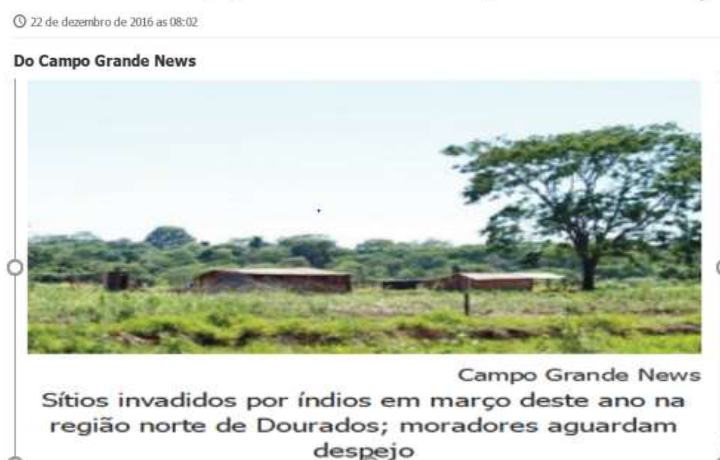 22 de dezembro de 2016 as 08:02
Do Campo Grande News
Campo Grande News
Sítios invadidos por índios em março deste ano na
região norte de Dourados; moradores aguardam
despejo